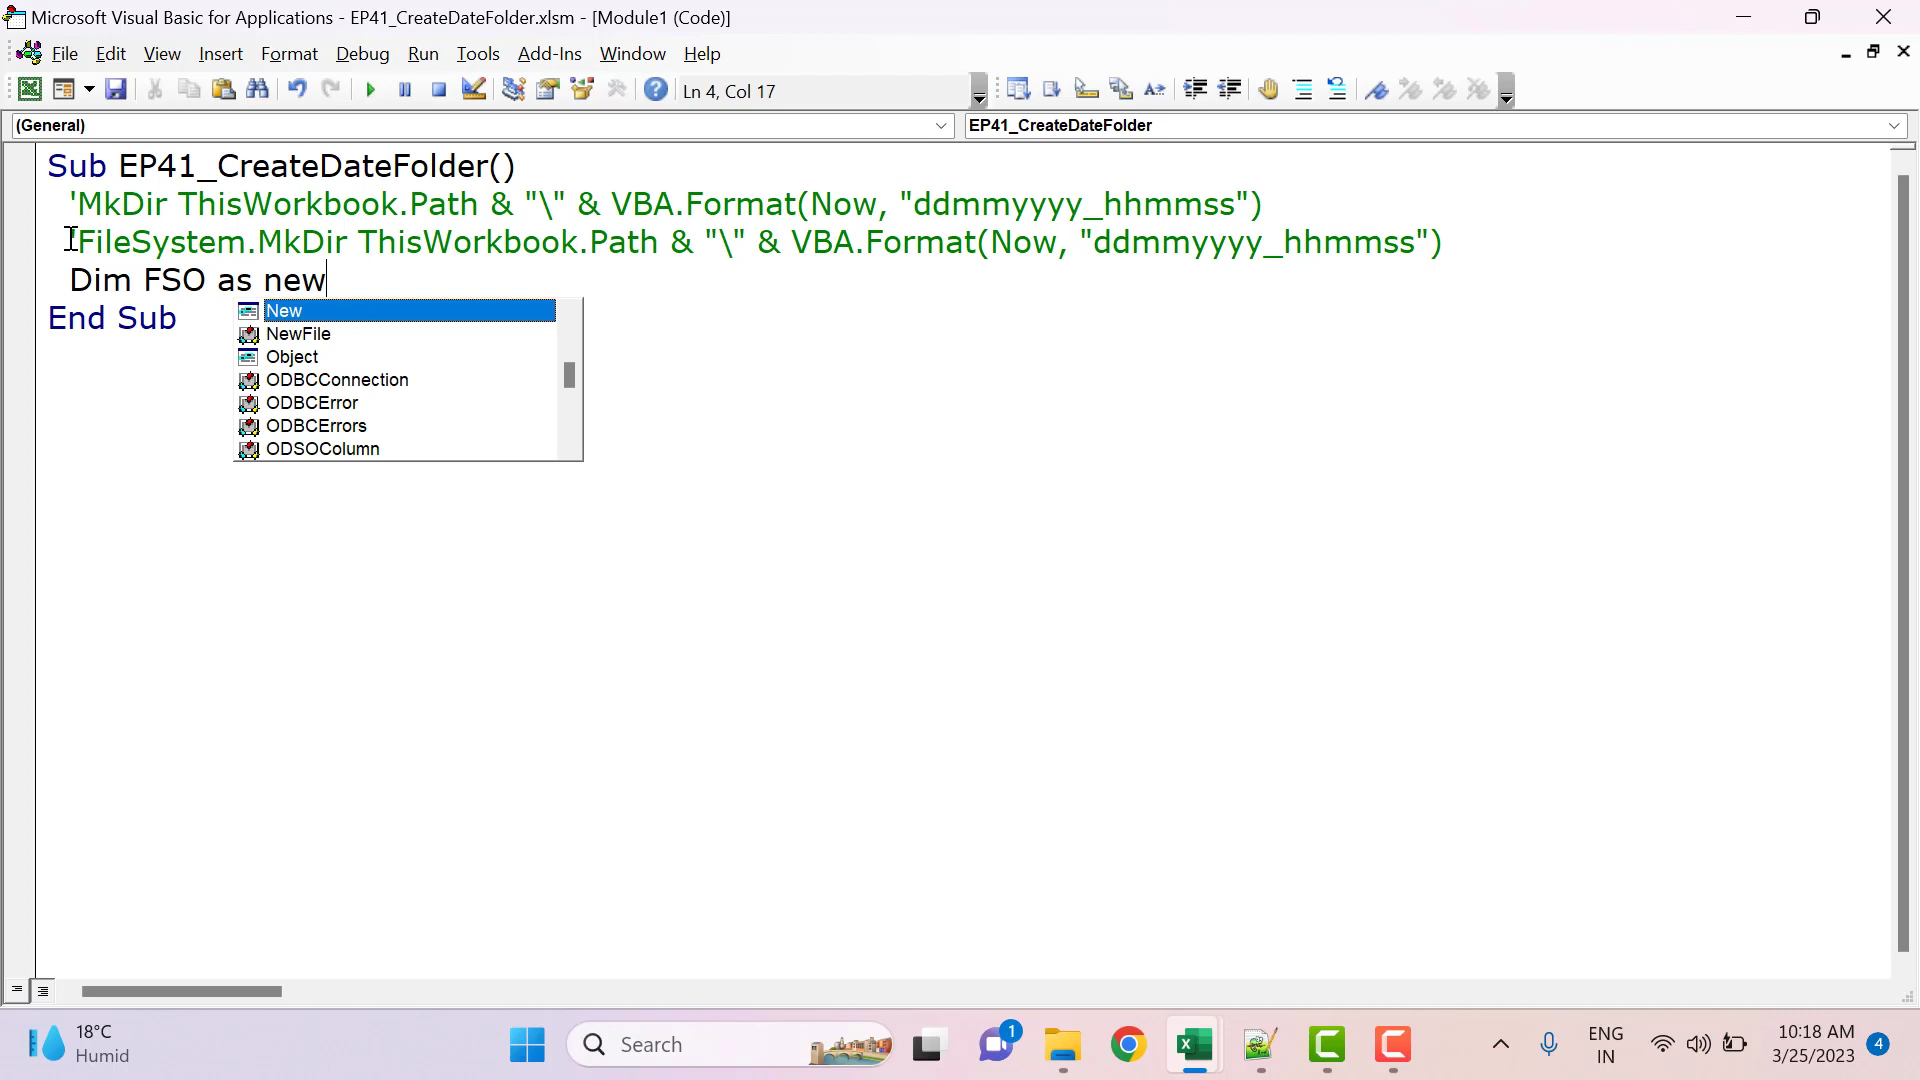 Microsoft Visual Basic for Applications - EP41_CreateDateFolder.xlsm - [Module1 (Code)]
File Edit View Insert Format Debug Run Tools Add-Ins Window Help
Ln 4, Col 17
(General) EP41_CreateDateFolder
Sub EP41_CreateDateFolder()
'MkDir ThisWorkbook.Path & "\" & VBA.Format(Now, "ddmmyyyy_hhmmss")
'FileSystem.MkDir ThisWorkbook.Path & "\" & VBA.Format(Now, "ddmmyyyy_hhmmss")
Dim FSO as new
End Sub
New
NewFile
Object
ODBCConnection
ODBCError
ODBCErrors
ODSOColumn
18°C
Humid
Search
1
ENG
IN
10:18 AM
3/25/2023
4